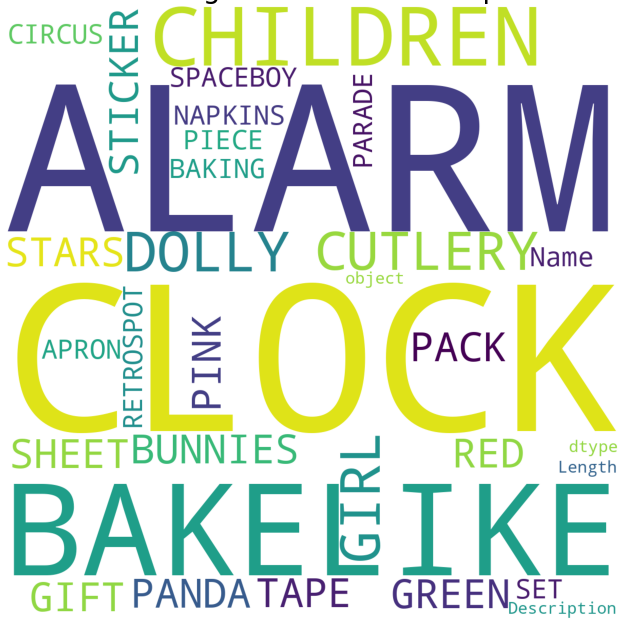 CIRCUS
STICKER
CHILDREN
SPACEBOY
NAPKINS
PARADE
PIECE
BAKING
ALARM
STARS
DOLLY
CUTLERY
Name
object
CLOCK
APRON
RETROSPOT
PINK
PACK
SHEET
BUNNIES
GIRL
RED
dtype
Length
BAKELIKE
GIFT
PANDA
TAPE
GREEN
SET
Description